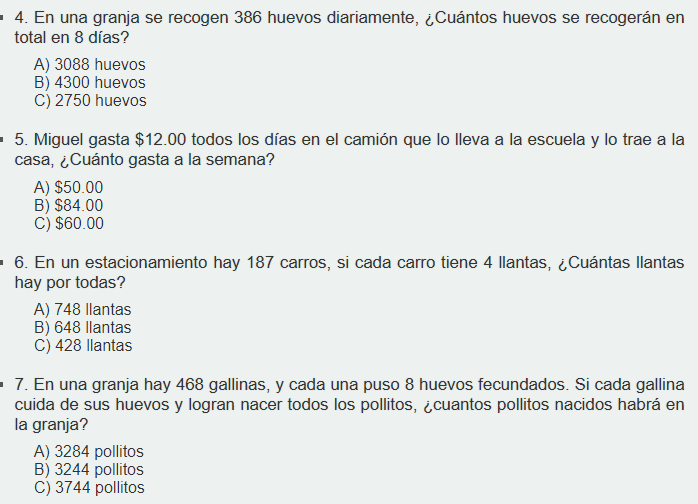 4. En una granja se recogen 386 huevos diariamente, ¿Cuántos huevos se recogerán en
total en 8 días?
A) 3088 huevos
B) 4300 huevos
C) 2750 huevos
5. Miguel gasta $12.00 todos los días en el camión que lo lleva a la escuela y lo trae a la
casa, ¿Cuánto gasta a la semana?
A) $50.00
B) $84.00
C) $60.00
6. En un estacionamiento hay 187 carros, si cada carro tiene 4 llantas, ¿Cuántas llantas
hay por todas?
A) 748 llantas
B) 648 llantas
C) 428 llantas
7. En una granja hay 468 gallinas, y cada una puso 8 huevos fecundados. Si cada gallina
cuida de sus huevos y logran nacer todos los pollitos, ¿cuantos pollitos nacidos habrá en
la granja?
A) 3284 pollitos
B) 3244 pollitos
C) 3744 pollitos